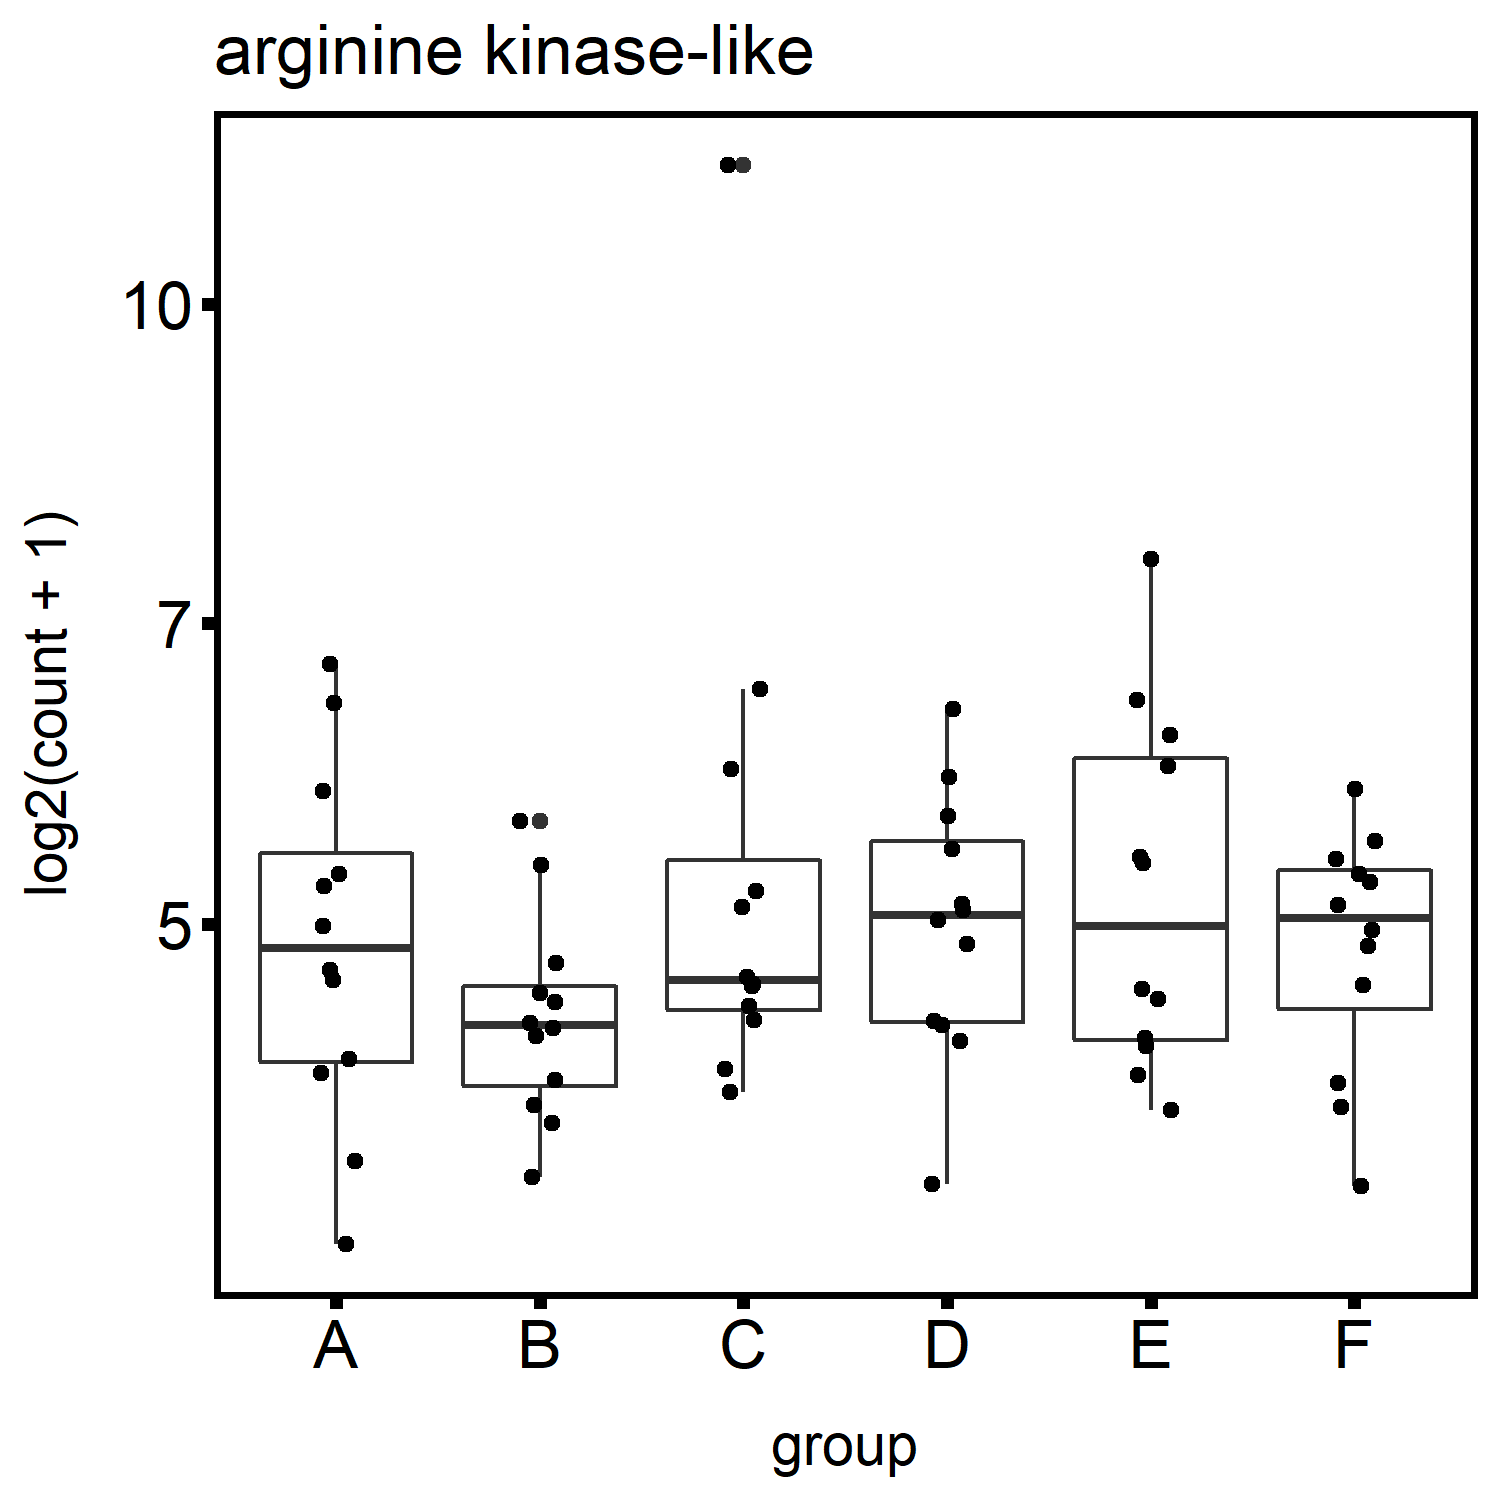 arginine kinase-like
log2(count + 1)
10
7
5
A B C D E F
group